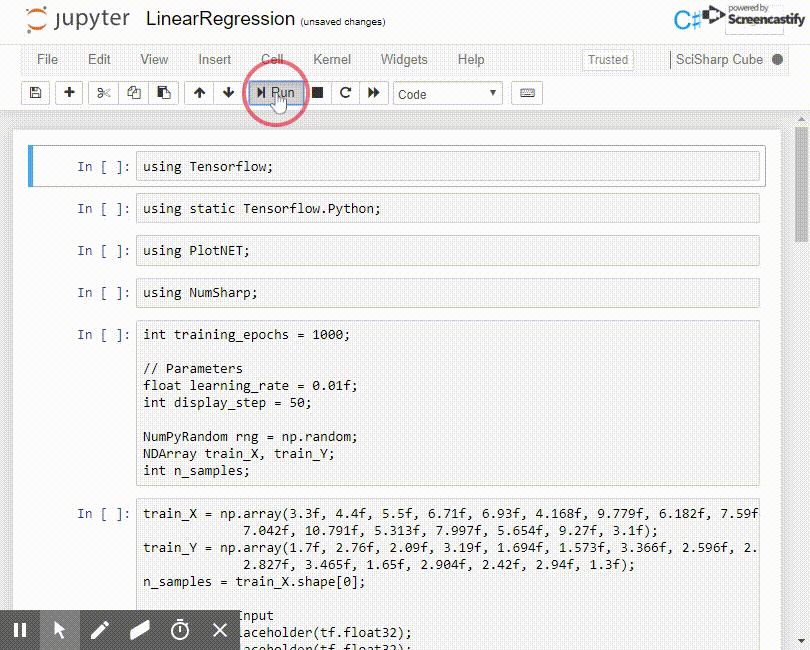 jupyter LinearRegression (unsaved changes)
C# powered by Screencastify
File Edit View Insert Cell Kernel Widgets Help Trusted SciSharp Cube
Run Code
In [ ]: using Tensorflow;
In [ ]: using static Tensorflow.Python;
In [ ]: using PlotNET;
In [ ]: using NumSharp;
In [ ]: int training_epochs = 1000;
// Parameters
float learning_rate = 0.01f;
int display_step = 50;
NumPyRandom rng = np.random;
NDArray train_X, train_Y;
int n_samples;
In [ ]: train_X = np.array(3.3f, 4.4f, 5.5f, 6.71f, 6.93f, 4.168f, 9.779f, 6.182f, 7.59f
7.042f, 10.791f, 5.313f, 7.997f, 5.654f, 9.27f, 3.1f);
train_Y = np.array(1.7f, 2.76f, 2.09f, 3.19f, 1.694f, 1.573f, 3.366f, 2.596f, 2.
2.827f, 3.465f, 1.65f, 2.904f, 2.42f, 2.94f, 1.3f);
n_samples = train_X.shape[0];
Input
aceholder(tf.float32);
aceholder(tf.float32);